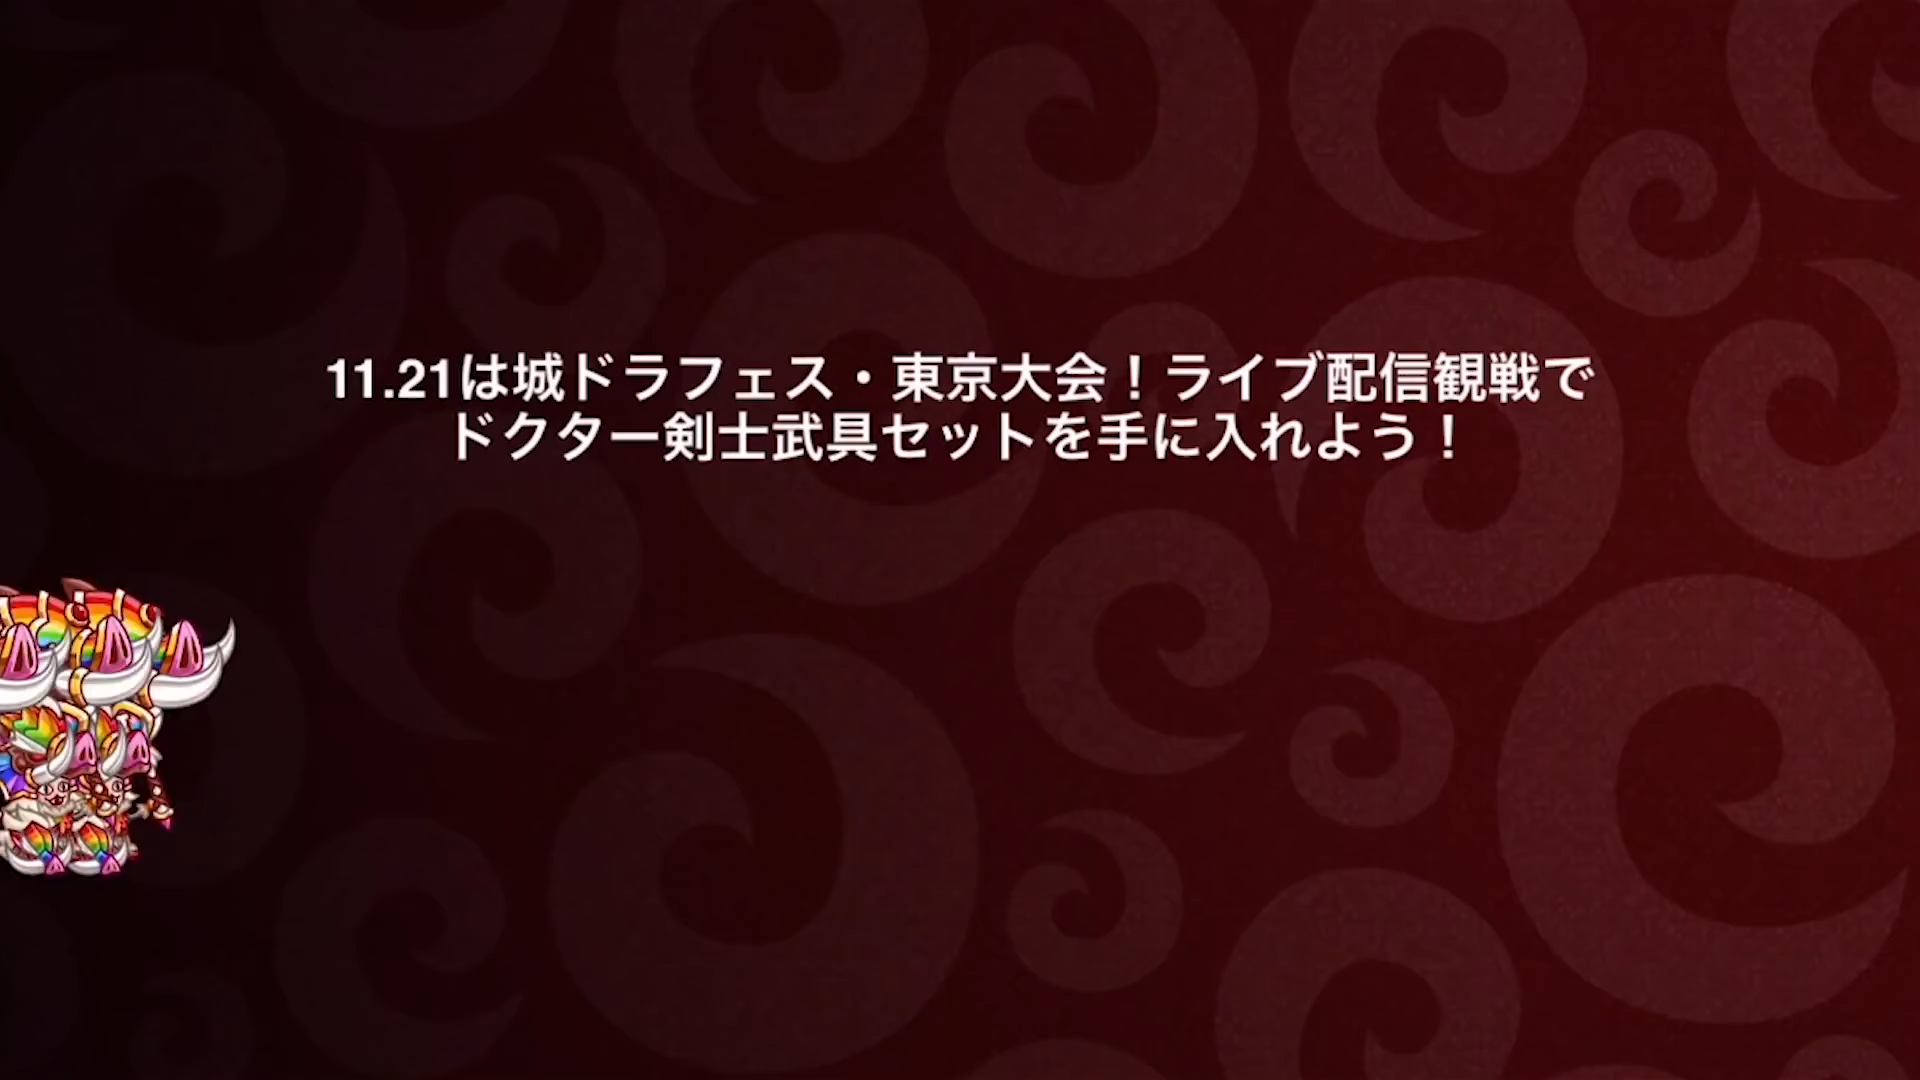 11.21は城ドラフェス・東京大会！ライブ配信観戦で
ドクター剣士武具セットを手に入れよう！